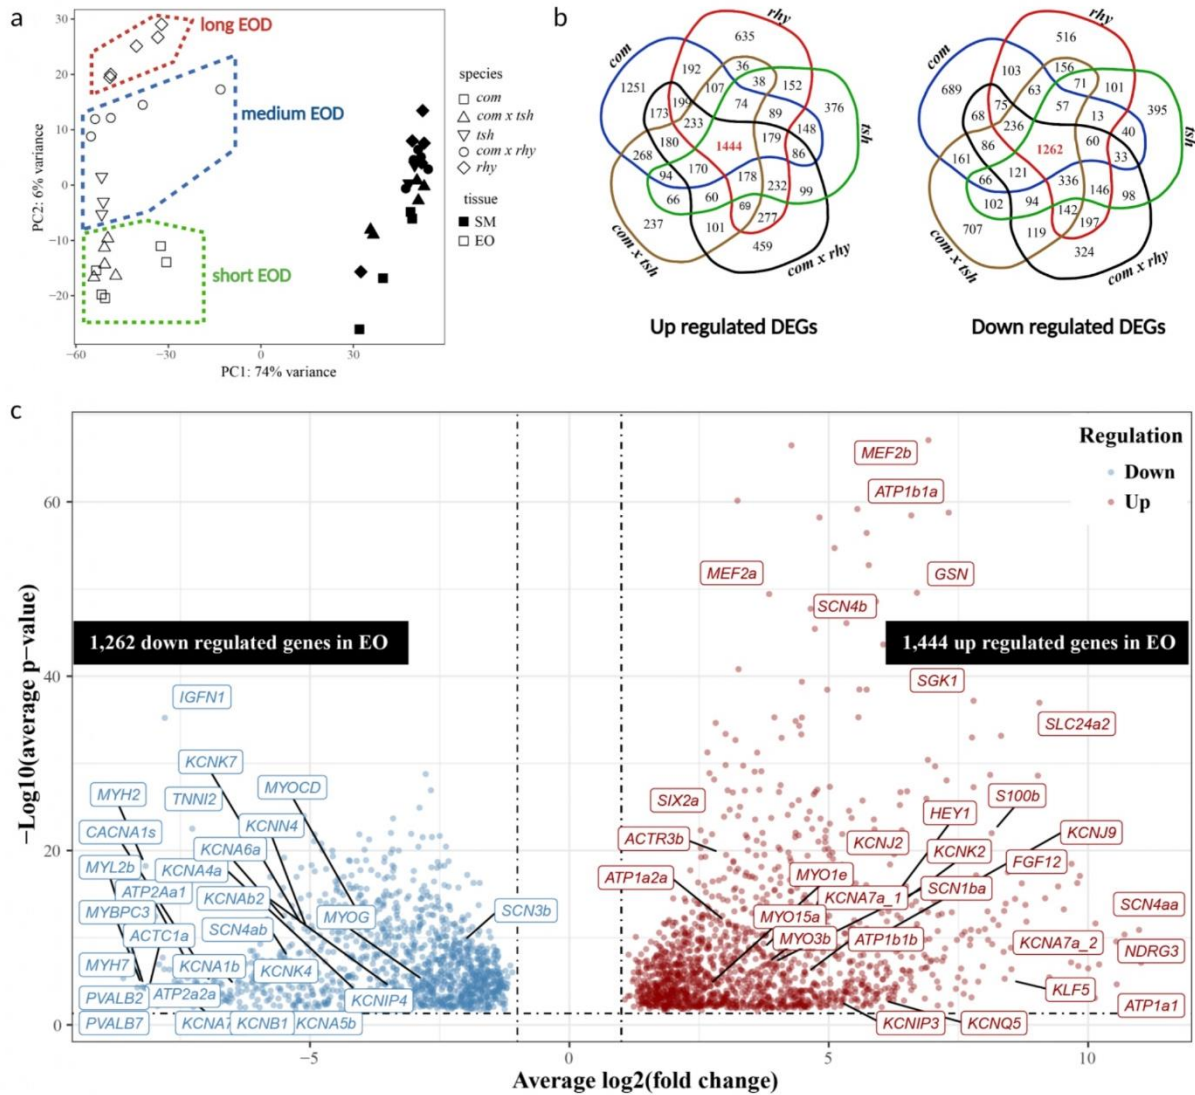 a
long EOD
medium EOD
short EOD
30
20
10
0
−10
−20
−60
−30
0
30
PC2: 6% variance
PC1: 74% variance
species
com
com x tsh
tsh
com x rhy
rhy
tissue
SM
EO
b
com
rhy
tsh
com x tsh
com x rhy
635
1251
192
36
152
376
107
38
199
74
89
148
173
233
179
86
180
1444
268
170
178
232
99
94
66
60
69
277
237
101
459
Up regulated DEGs
com
rhy
tsh
com x tsh
com x rhy
516
689
103
156
101
395
63
71
75
57
13
40
68
236
60
33
86
1262
161
121
336
146
98
66
102
94
142
197
707
119
324
Down regulated DEGs
c
Regulation
Down
Up
MEF2b
ATP1b1a
MEF2a
GSN
SCN4b
1,262 down regulated genes in EO
1,444 up regulated genes in EO
IGFN1
SGK1
SLC24a2
KCNK7
MYH2
TNNI2
MYOCD
SIX2a
HEY1
S100b
CACNA1s
KCNN4
ACTR3b
KCNJ2
KCNJ9
KCNA6a
KCNK2
MYL2b
KCNA4a
ATP1a2a
MYO1e
FGF12
ATP2Aa1
KCNAb2
KCNA7a_1
SCN1ba
MYBPC3
MYOG
SCN3b
MYO15a
SCN4aa
ACTC1a
SCN4ab
MYO3b
ATP1b1b
KCNA7a_2
NDRG3
MYH7
KCNA1b
KCNK4
PVALB2
ATP2a2a
KCNIP4
KLF5
ATP1a1
PVALB7
KCNA7
KCNB1
KCNA5b
KCNIP3
KCNQ5
60
40
20
0
−5
0
5
10
−Log10(average p−value)
Average log2(fold change)